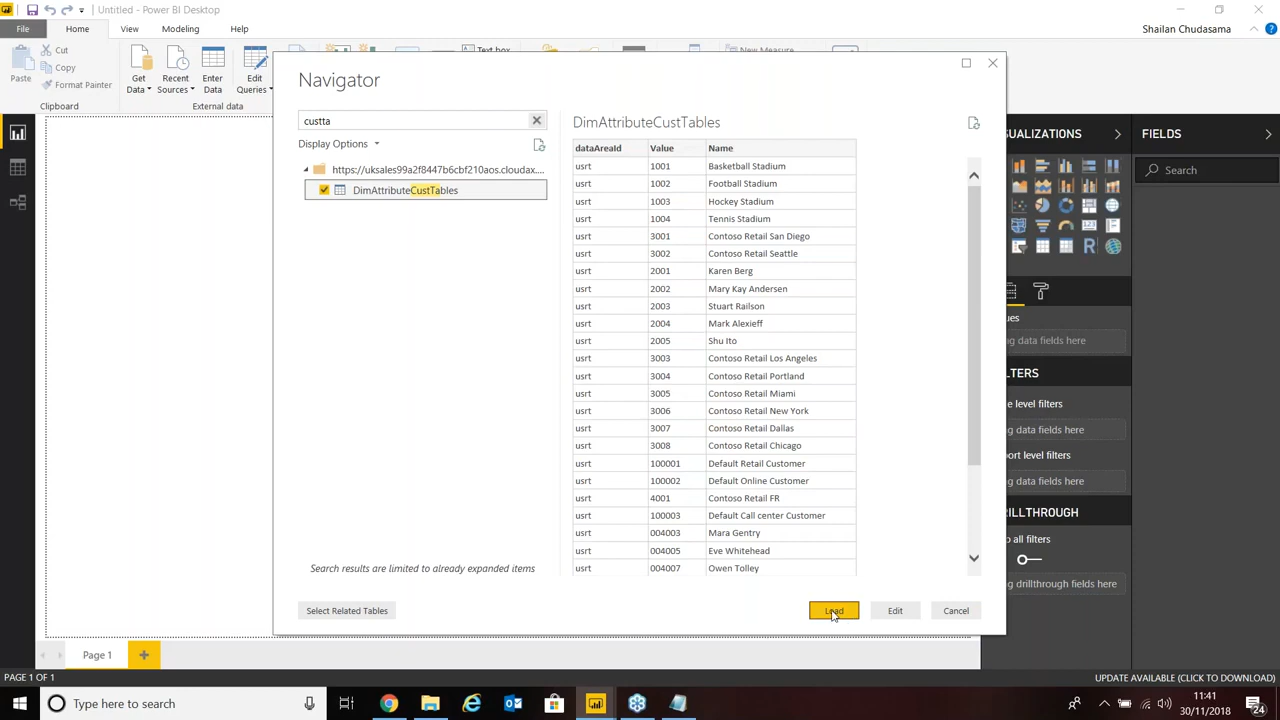 Untitled - Power BI Desktop
File
Home
View
Modeling
Help
Shailan Chudasama
Paste
Cut
Copy
Format Painter
Clipboard
Get
Data
Recent
Sources
Enter
Data
Edit
Queries
External data
Text box
New Measure
Navigator
custta
Display Options
https://uksales99a2f8447b6cbf210aos.cloudax....
DimAttributeCustTables
Search results are limited to already expanded items
Select Related Tables
DimAttributeCustTables
dataAreaId Value Name
usrt 1001 Basketball Stadium
usrt 1002 Football Stadium
usrt 1003 Hockey Stadium
usrt 1004 Tennis Stadium
usrt 3001 Contoso Retail San Diego
usrt 3002 Contoso Retail Seattle
usrt 2001 Karen Berg
usrt 2002 Mary Kay Andersen
usrt 2003 Stuart Railson
usrt 2004 Mark Alexieff
usrt 2005 Shu Ito
usrt 3003 Contoso Retail Los Angeles
usrt 3004 Contoso Retail Portland
usrt 3005 Contoso Retail Miami
usrt 3006 Contoso Retail New York
usrt 3007 Contoso Retail Dallas
usrt 3008 Contoso Retail Chicago
usrt 100001 Default Retail Customer
usrt 100002 Default Online Customer
usrt 4001 Contoso Retail FR
usrt 100003 Default Call center Customer
usrt 004003 Mara Gentry
usrt 004005 Eve Whitehead
usrt 004007 Owen Tolley
Load
Edit
Cancel
UALIZATIONS
FIELDS
Search
R
ues
g data fields here
ERS
e level filters
g data fields here
ort level filters
g data fields here
LTHROUGH
o all filters
g drillthrough fields here
Page 1
PAGE 1 OF 1
UPDATE AVAILABLE (CLICK TO DOWNLOAD)
Type here to search
11:41
30/11/2018
24